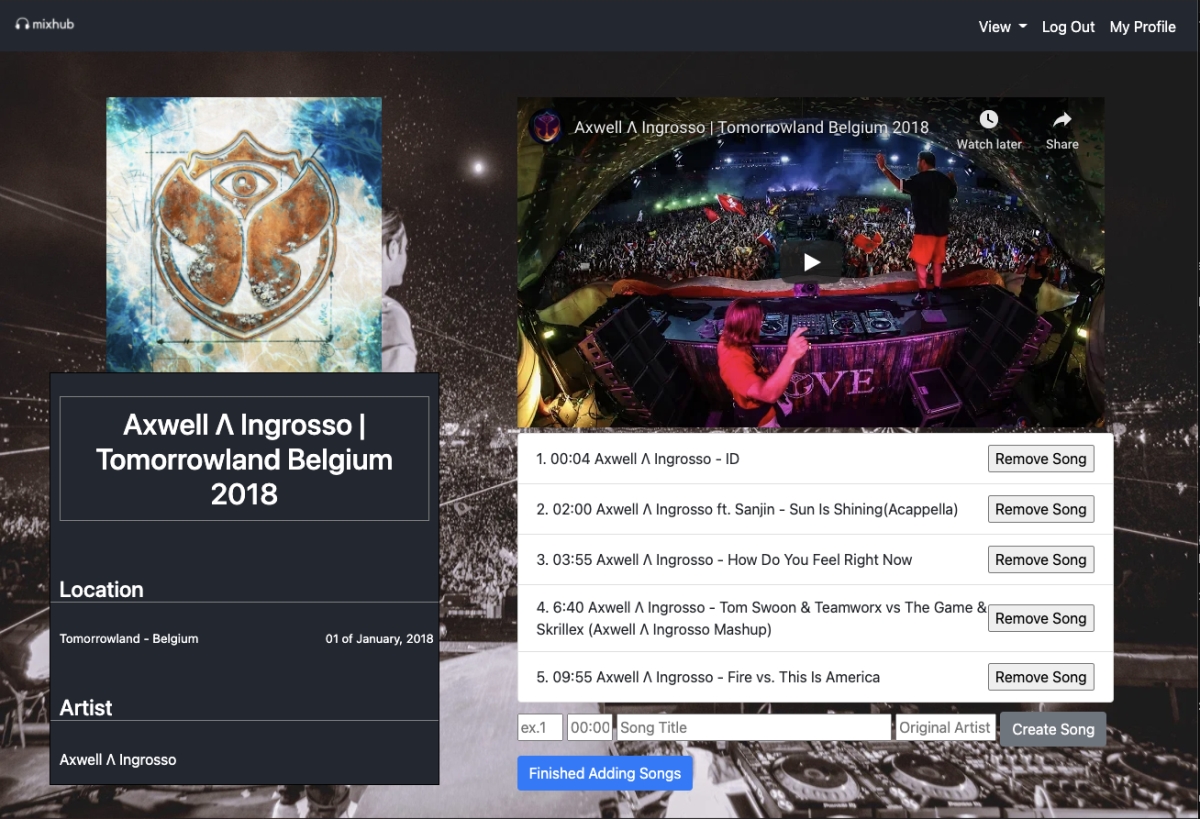 mixhub
View
Log Out
My Profile
Axwell Λ Ingrosso | Tomorrowland Belgium 2018
Watch later
Share
LOVE
Axwell Λ Ingrosso |
Tomorrowland Belgium
2018
Location
Tomorrowland - Belgium
01 of January, 2018
Artist
Axwell Λ Ingrosso
1. 00:04 Axwell Λ Ingrosso - ID
Remove Song
2. 02:00 Axwell Λ Ingrosso ft. Sanjin - Sun Is Shining(Acappella)
Remove Song
3. 03:55 Axwell Λ Ingrosso - How Do You Feel Right Now
Remove Song
4. 6:40 Axwell Λ Ingrosso - Tom Swoon & Teamworx vs The Game &
Skrillex (Axwell Λ Ingrosso Mashup)
Remove Song
5. 09:55 Axwell Λ Ingrosso - Fire vs. This Is America
Remove Song
ex.1
00:00
Song Title
Original Artist
Create Song
Finished Adding Songs